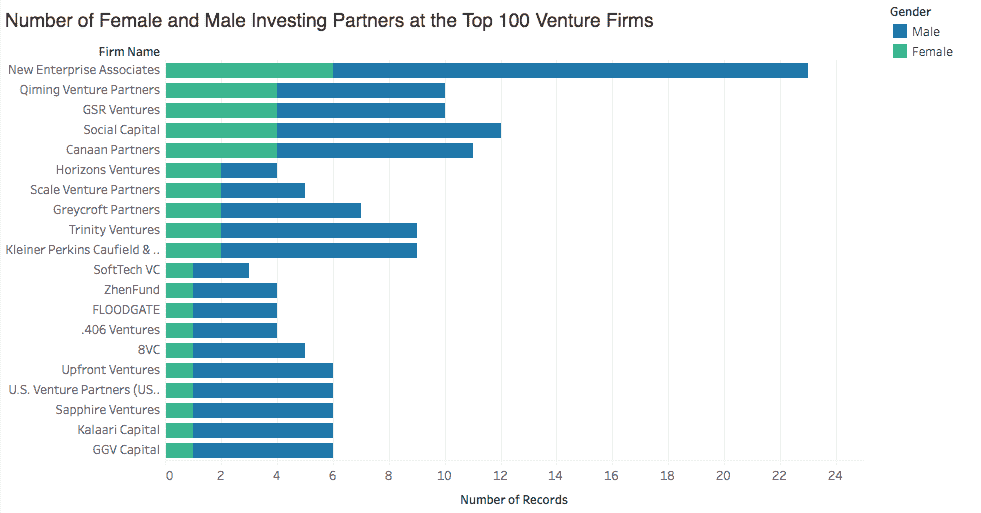 Number of Female and Male Investing Partners at the Top 100 Venture Firms
Gender
Male
Female
Firm Name
New Enterprise Associates
Qiming Venture Partners
GSR Ventures
Social Capital
Canaan Partners
Horizons Ventures
Scale Venture Partners
Greycroft Partners
Trinity Ventures
Kleiner Perkins Caufield & ..
SoftTech VC
ZhenFund
FLOODGATE
.406 Ventures
8VC
Upfront Ventures
U.S. Venture Partners (US..
Sapphire Ventures
Kalaari Capital
GGV Capital
0 2 4 6 8 10 12 14 16 18 20 22 24
Number of Records